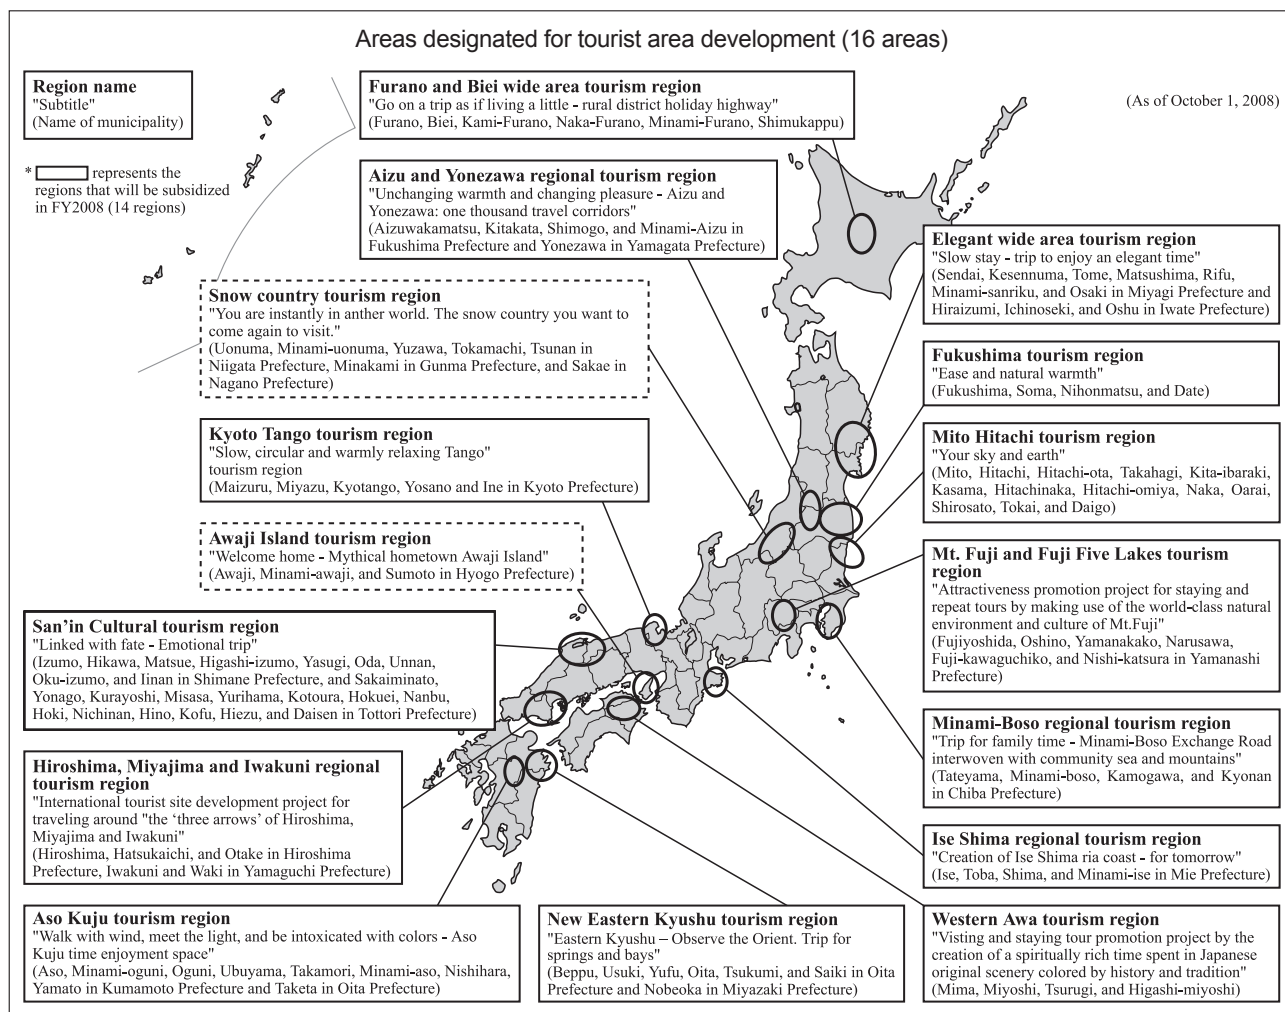 Areas designated for tourist area development (16 areas)
Region name
"Subtitle"
(Name of municipality)
* represents the
regions that will be subsidized
in FY2008 (14 regions)
(As of October 1, 2008)
Furano and Biei wide area tourism region
"Go on a trip as if living a little - rural district holiday highway"
(Furano, Biei, Kami-Furano, Naka-Furano, Minami-Furano, Shimukappu)
Aizu and Yonezawa regional tourism region
"Unchanging warmth and changing pleasure - Aizu and
Yonezawa: one thousand travel corridors"
(Aizuwakamatsu, Kitakata, Shimogo, and Minami-Aizu in
Fukushima Prefecture and Yonezawa in Yamagata Prefecture)
Snow country tourism region
"You are instantly in anther world. The snow country you want to
come again to visit."
(Uonuma, Minami-uonuma, Yuzawa, Tokamachi, Tsunan in
Niigata Prefecture, Minakami in Gunma Prefecture, and Sakae in
Nagano Prefecture)
Kyoto Tango tourism region
"Slow, circular and warmly relaxing Tango"
tourism region
(Maizuru, Miyazu, Kyotango, Yosano and Ine in Kyoto Prefecture)
Awaji Island tourism region
"Welcome home - Mythical hometown Awaji Island"
(Awaji, Minami-awaji, and Sumoto in Hyogo Prefecture)
San'in Cultural tourism region
"Linked with fate - Emotional trip"
(Izumo, Hikawa, Matsue, Higashi-izumo, Yasugi, Oda, Unnan,
Oku-izumo, and Iinan in Shimane Prefecture, and Sakaiminato,
Yonago, Kurayoshi, Misasa, Yurihama, Kotoura, Hokuei, Nanbu,
Hoki, Nichinan, Hino, Kofu, Hiezu, and Daisen in Tottori Prefecture)
Hiroshima, Miyajima and Iwakuni regional
tourism region
"International tourist site development project for
traveling around "the 'three arrows' of Hiroshima,
Miyajima and Iwakuni"
(Hiroshima, Hatsukaichi, and Otake in Hiroshima
Prefecture, Iwakuni and Waki in Yamaguchi Prefecture)
Aso Kuju tourism region
"Walk with wind, meet the light, and be intoxicated with colors - Aso
Kuju time enjoyment space"
(Aso, Minami-oguni, Oguni, Ubuyama, Takamori, Minami-aso, Nishihara,
Yamato in Kumamoto Prefecture and Taketa in Oita Prefecture)
New Eastern Kyushu tourism region
"Eastern Kyushu – Observe the Orient. Trip for
springs and bays"
(Beppu, Usuki, Yufu, Oita, Tsukumi, and Saiki in Oita
Prefecture and Nobeoka in Miyazaki Prefecture)
Elegant wide area tourism region
"Slow stay - trip to enjoy an elegant time"
(Sendai, Kesennuma, Tome, Matsushima, Rifu,
Minami-sanriku, and Osaki in Miyagi Prefecture and
Hiraizumi, Ichinoseki, and Oshu in Iwate Prefecture)
Fukushima tourism region
"Ease and natural warmth"
(Fukushima, Soma, Nihonmatsu, and Date)
Mito Hitachi tourism region
"Your sky and earth"
(Mito, Hitachi, Hitachi-ota, Takahagi, Kita-ibaraki,
Kasama, Hitachinaka, Hitachi-omiya, Naka, Oarai,
Shirosato, Tokai, and Daigo)
Mt. Fuji and Fuji Five Lakes tourism
region
"Attractiveness promotion project for staying and
repeat tours by making use of the world-class natural
environment and culture of Mt.Fuji"
(Fujiyoshida, Oshino, Yamanakako, Narusawa,
Fuji-kawaguchiko, and Nishi-katsura in Yamanashi
Prefecture)
Minami-Boso regional tourism region
"Trip for family time - Minami-Boso Exchange Road
interwoven with community sea and mountains"
(Tateyama, Minami-boso, Kamogawa, and Kyonan
in Chiba Prefecture)
Ise Shima regional tourism region
"Creation of Ise Shima ria coast - for tomorrow"
(Ise, Toba, Shima, and Minami-ise in Mie Prefecture)
Western Awa tourism region
"Visting and staying tour promotion project by the
creation of a spiritually rich time spent in Japanese
original scenery colored by history and tradition"
(Mima, Miyoshi, Tsurugi, and Higashi-miyoshi)